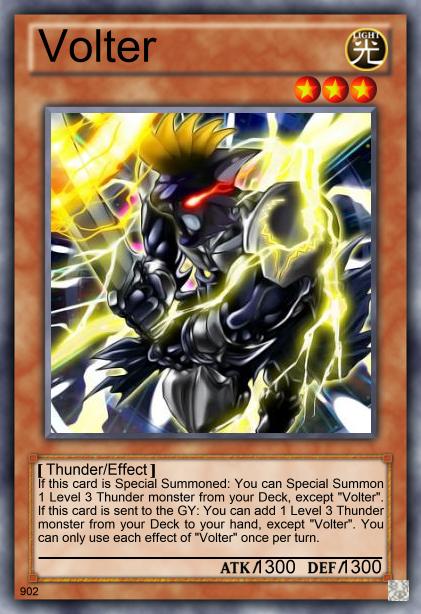 Volter
LIGHT
光
[ Thunder/Effect ]
If this card is Special Summoned: You can Special Summon
1 Level 3 Thunder monster from your Deck, except "Volter".
If this card is sent to the GY: You can add 1 Level 3 Thunder
monster from your Deck to your hand, except "Volter". You
can only use each effect of "Volter" once per turn.
ATK/1300 DEF/1300
902